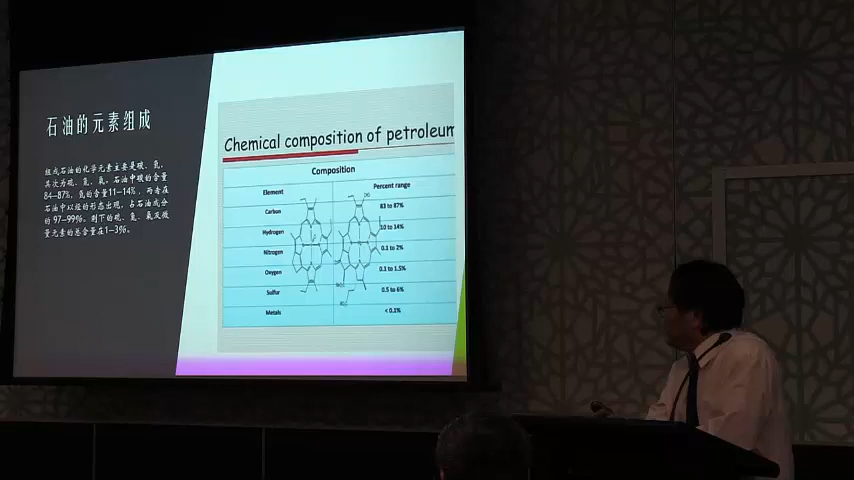 石油的元素组成
组成石油的化学元素主要是碳、氢,
其次为硫、氮、氧。石油中碳的含量
84—87%,氢的含量11—14%,两者在
石油中以烃的形态出现,占石油成分
的 97—99%。剩下的硫、氮、氧及微
量元素的总含量在1—3%。
Chemical composition of petroleum
Composition
Element Percent range
Carbon 83 to 87%
Hydrogen 10 to 14%
Nitrogen 0.1 to 2%
Oxygen 0.1 to 1.5%
Sulfur 0.5 to 6%
Metals < 0.1%